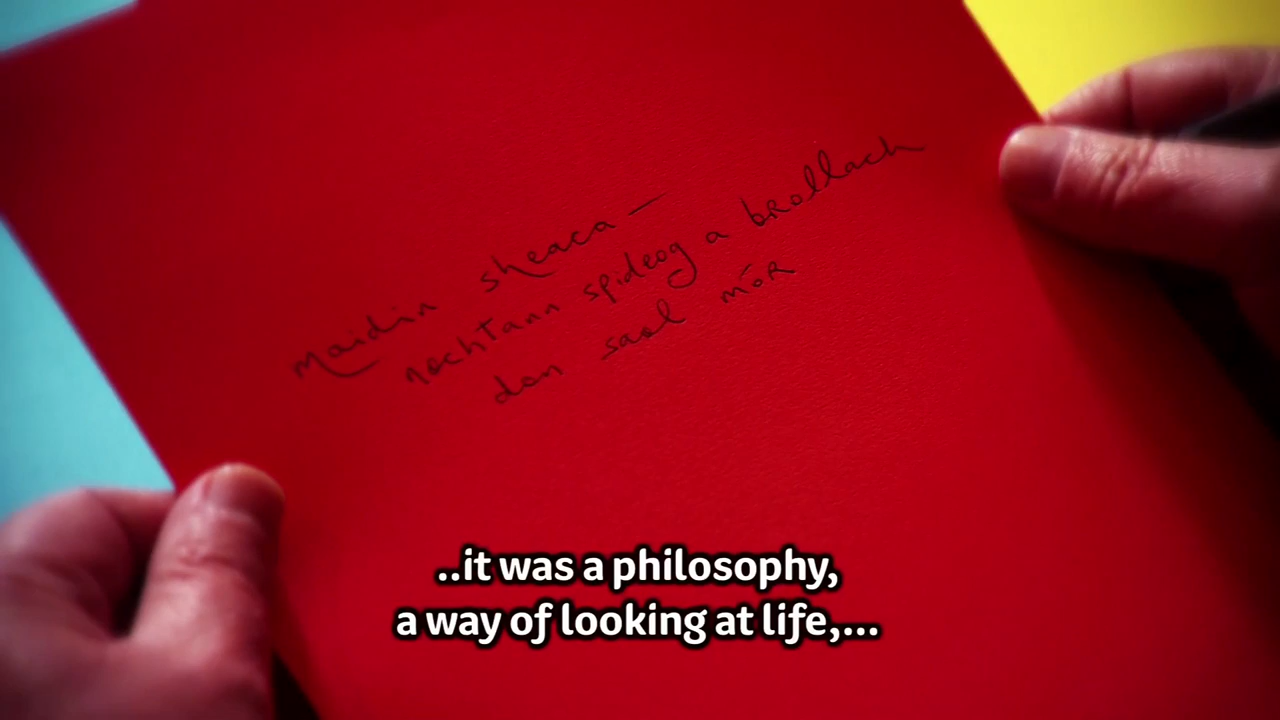 maidin sheaca –
nochtann spideog a brollach
don saol mór
..it was a philosophy,
a way of looking at life,...